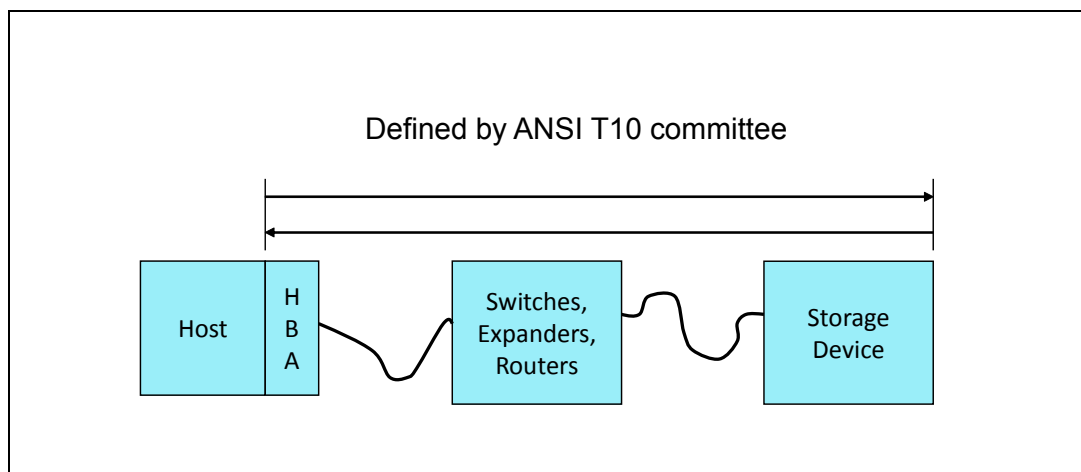 Defined by ANSI T10 committee
Host
H
B
A
Switches,
Expanders,
Routers
Storage
Device